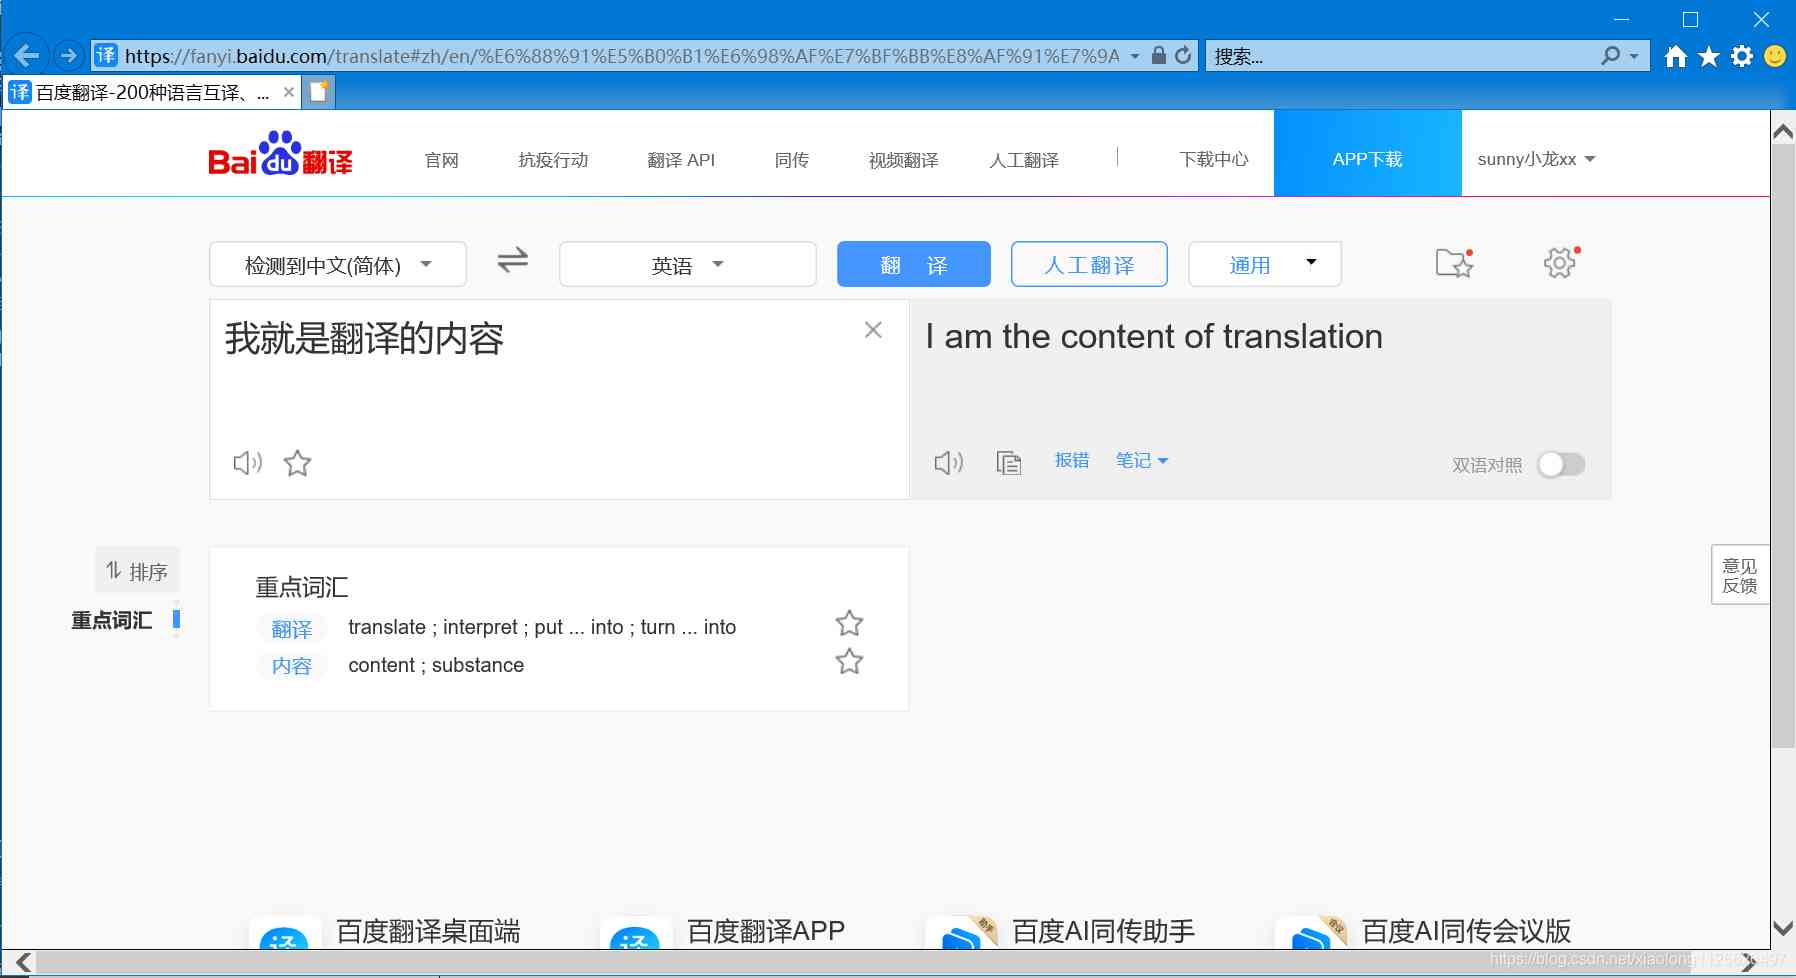 译 https://fanyi.baidu.com/translate#zh/en/%E6%88%91%E5%B0%B1%E6%98%AF%E7%BF%BB%E8%AF%91%E7%9A 搜索...
译 百度翻译-200种语言互译、...
Bai du 翻译 官网 抗疫行动 翻译 API 同传 视频翻译 人工翻译 下载中心 APP下载 sunny小龙xx
检测到中文(简体) 英语 翻 译 人工翻译 通用
我就是翻译的内容 I am the content of translation
报错 笔记 双语对照
排序
重点词汇
重点词汇
翻译 translate ; interpret ; put ... into ; turn ... into
内容 content ; substance
意见
反馈
译 百度翻译桌面端 译 百度翻译APP 百度AI同传助手 百度AI同传会议版